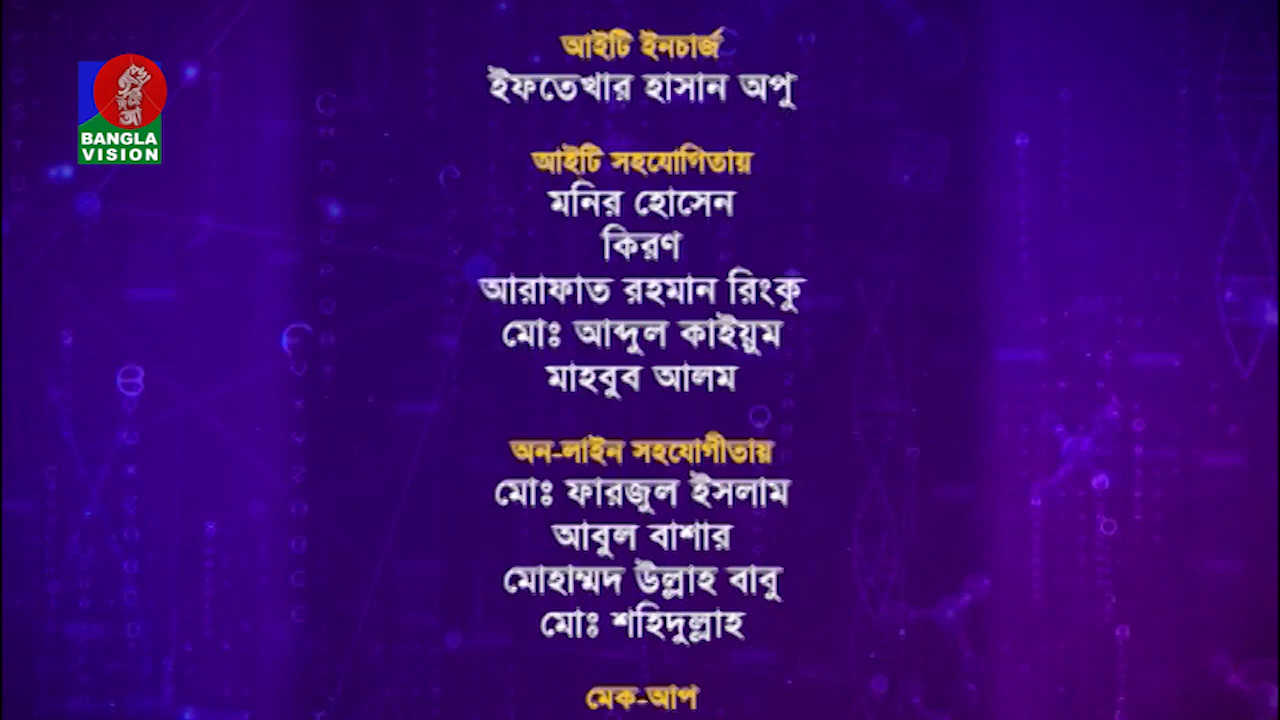 আইটি ইনচার্জ
ইফতেখার হাসান অপু
BANGLA
VISION
আইটি সহযোগিতায়
মনির হোসেন
কিরণ
আরাফাত রহমান রিংকু
মোঃ আব্দুল কাইয়ুম
মাহবুব আলম
অন-লাইন সহযোগীতায়
মোঃ ফারজুল ইসলাম
আবুল বাশার
মোহাম্মদ উল্লাহ বাবু
মোঃ শহিদুল্লাহ
মেক-আপ